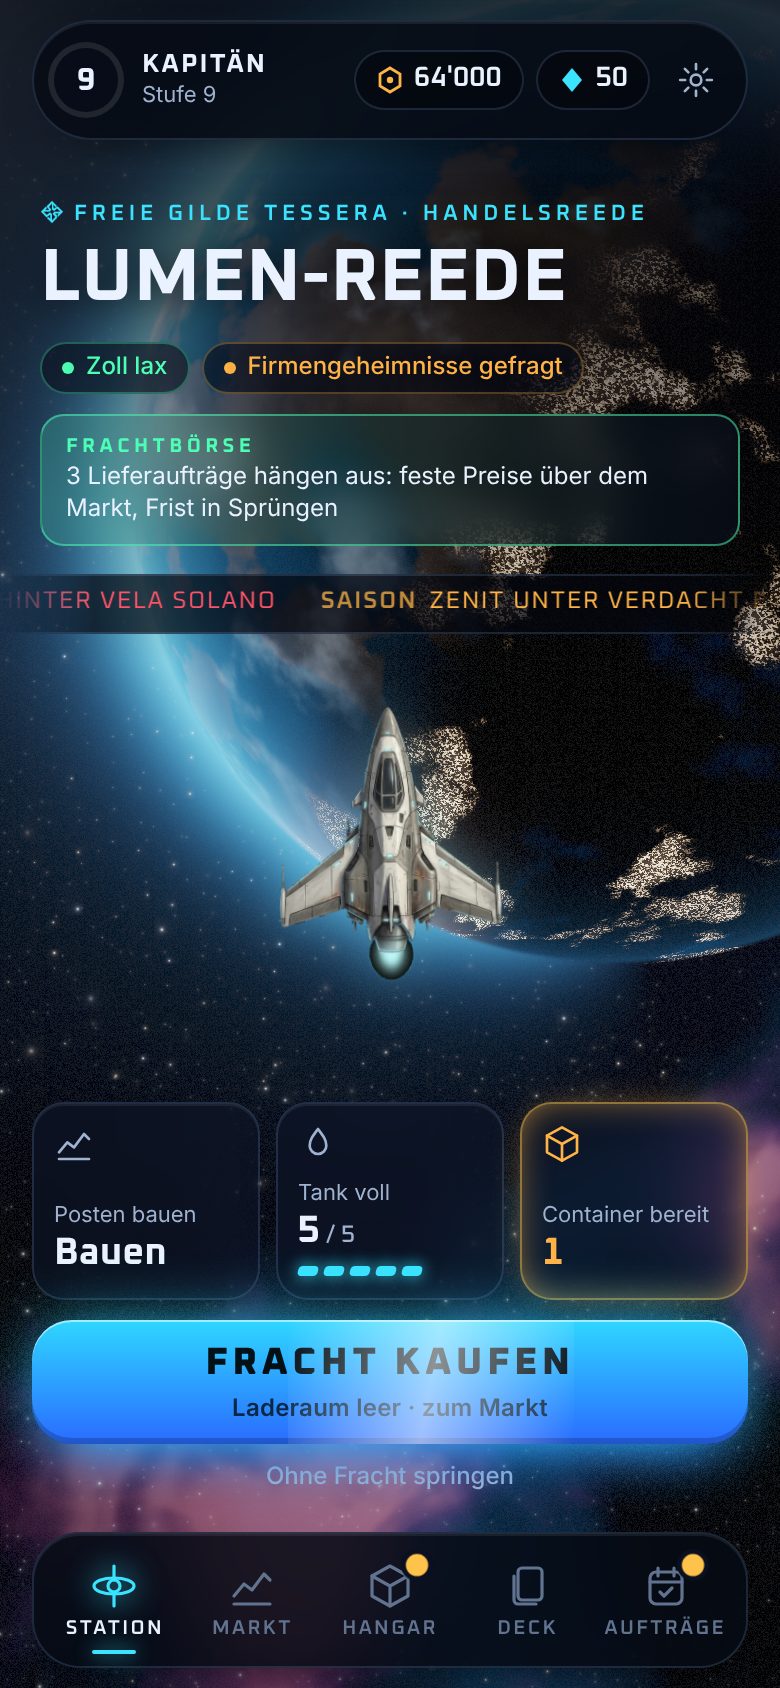 9
KAPITÄN
Stufe 9
64'000
50
FREIE GILDE TESSERA · HANDELSREEDE
LUMEN-REEDE
Zoll lax
Firmengeheimnisse gefragt
FRACHTBÖRSE
3 Lieferaufträge hängen aus: feste Preise über dem
Markt, Frist in Sprüngen
HINTER VELA SOLANO SAISON ZENIT UNTER VERDACHT
Posten bauen
Bauen
Tank voll
5 / 5
Container bereit
1
FRACHT KAUFEN
Laderaum leer · zum Markt
Ohne Fracht springen
STATION
MARKT
HANGAR
DECK
AUFTRÄGE